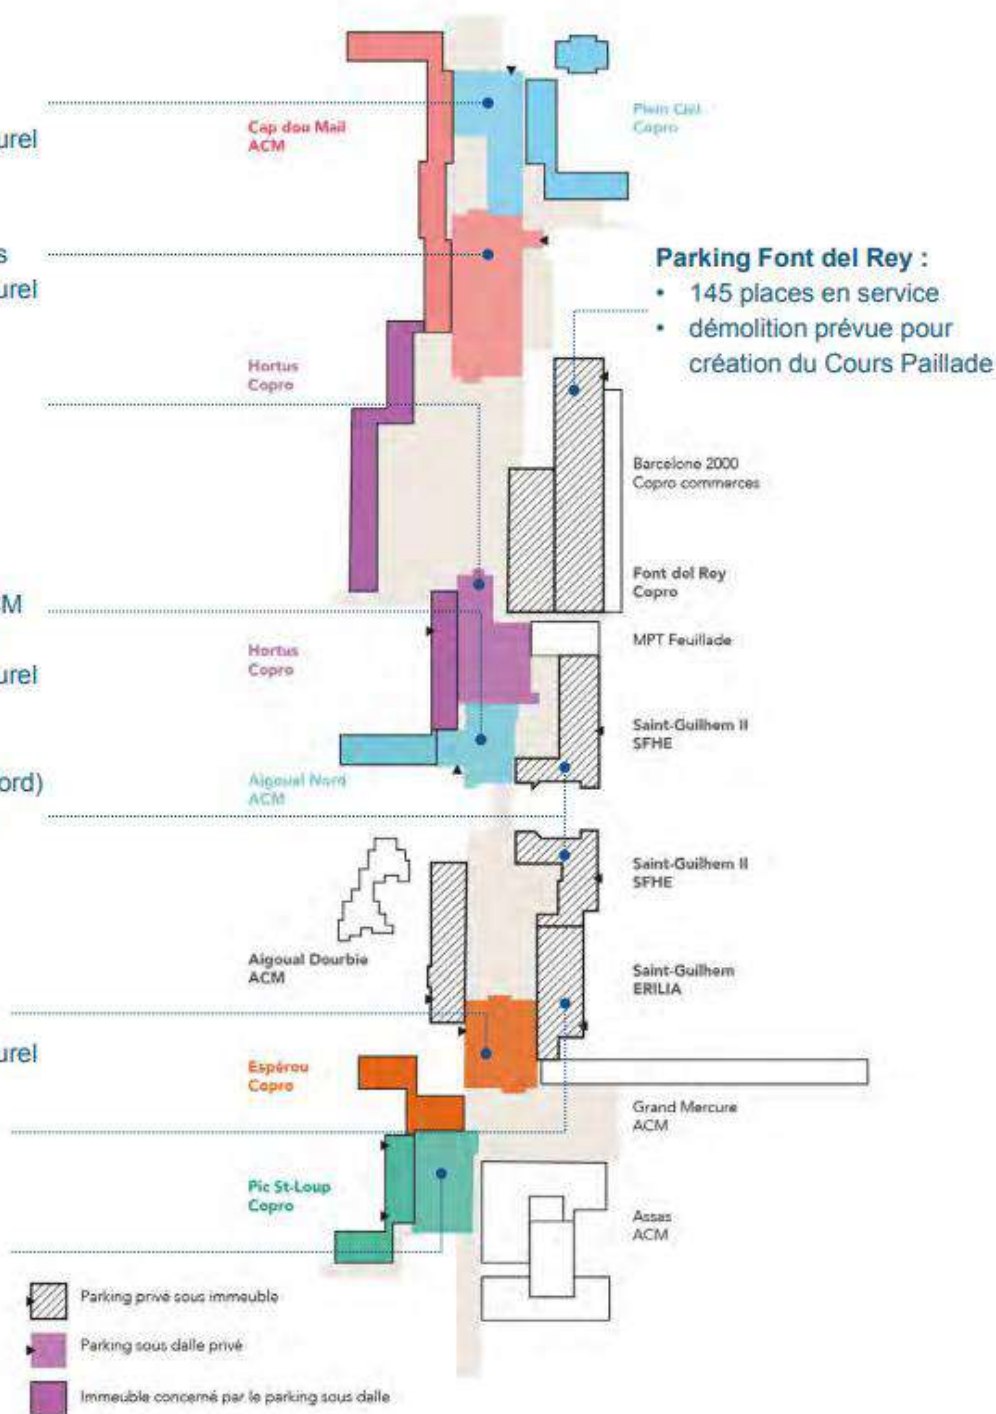 urel
s
urel
M
urel
ord)
urel
Cap dou Mail
ACM
Plein Ciel
Copro
Parking Font del Rey :
• 145 places en service
• démolition prévue pour
création du Cours Paillade
Hortus
Copro
Barcelone 2000
Copro commerces
Font del Rey
Copro
MPT Feuillade
Hortus
Copro
Saint-Guilhem II
SFHE
Aigoual Nord
ACM
Saint-Guilhem II
SFHE
Aigoual Dourbie
ACM
Saint-Guilhem
ERILIA
Espérou
Copro
Grand Mercure
ACM
Pic St-Loup
Copro
Assas
ACM
Parking privé sous immeuble
Parking sous dalle privé
Immeuble concerné par le parking sous dalle